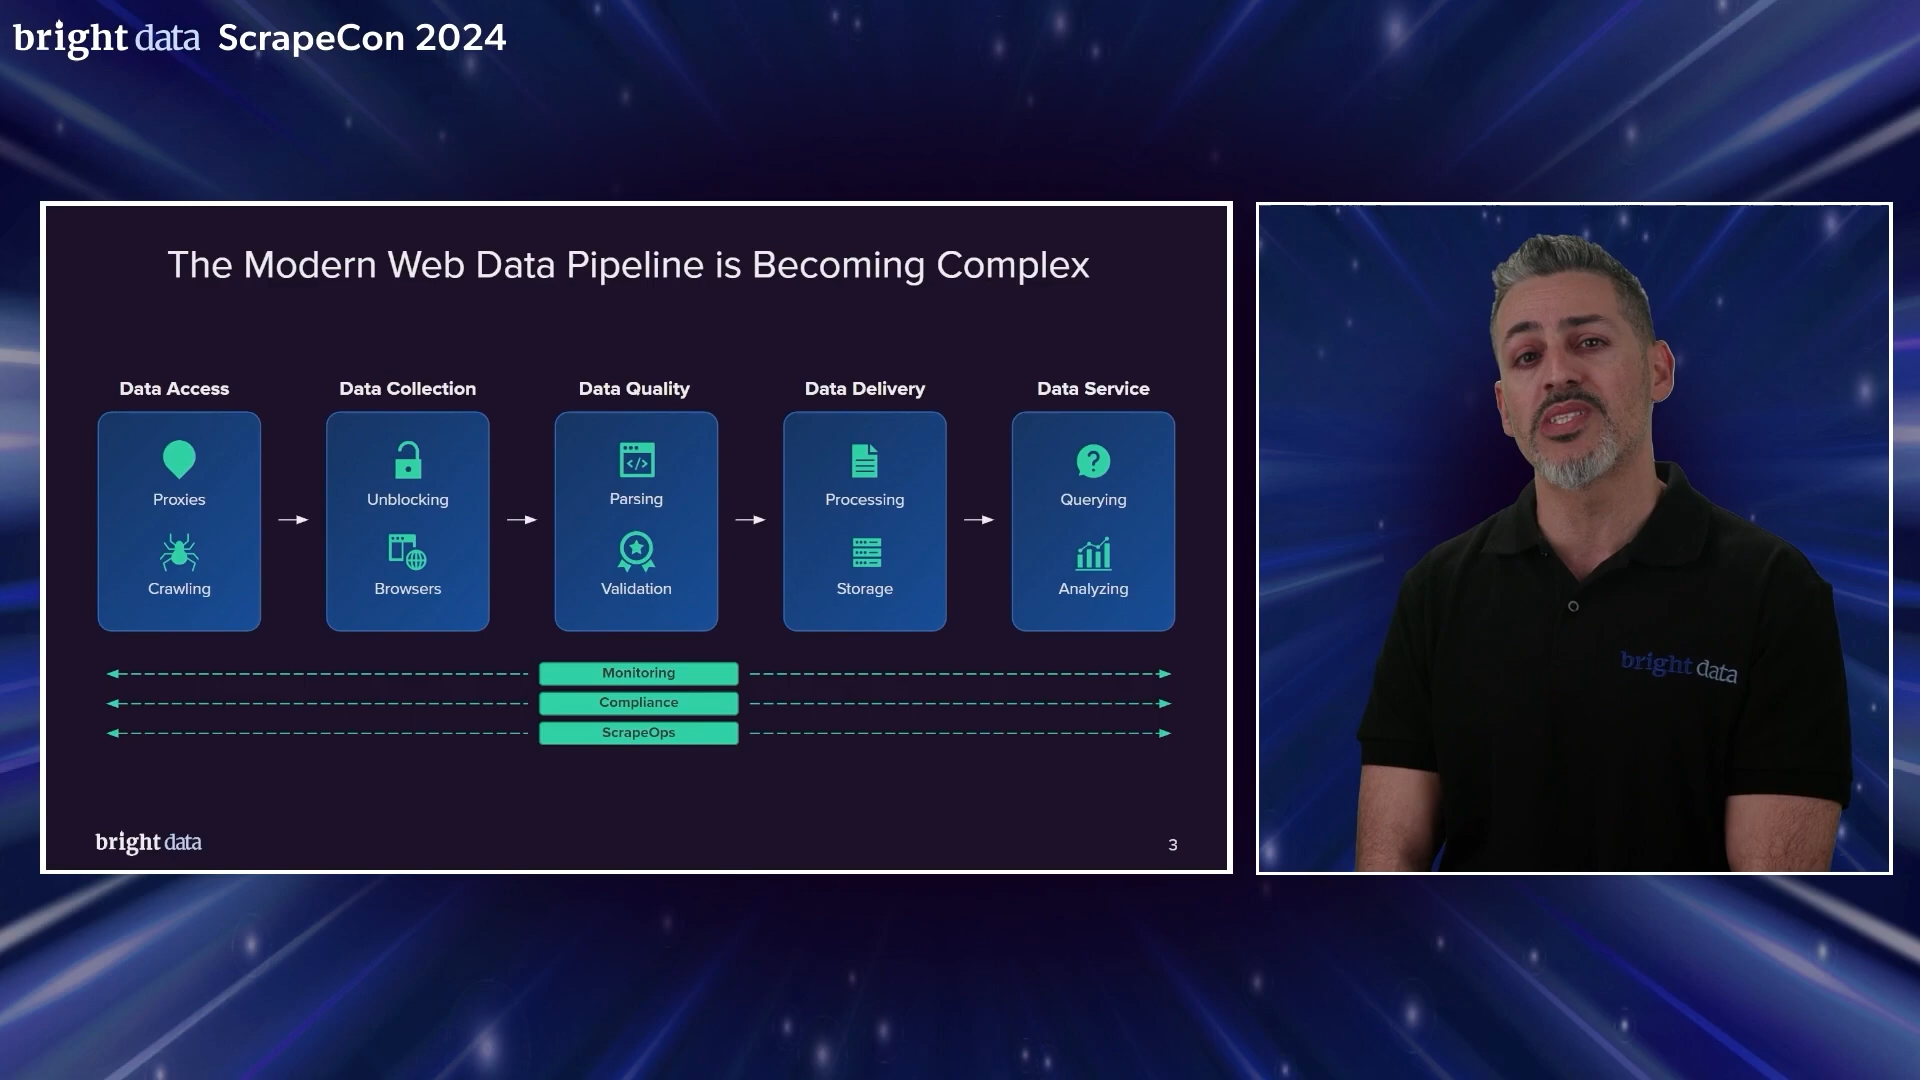 bright data ScrapeCon 2024
The Modern Web Data Pipeline is Becoming Complex
Data Access
Data Collection
Data Quality
Data Delivery
Data Service
Proxies
Unblocking
Parsing
Processing
Querying
Crawling
Browsers
Validation
Storage
Analyzing
Monitoring
Compliance
ScrapeOps
bright data
3
bright data